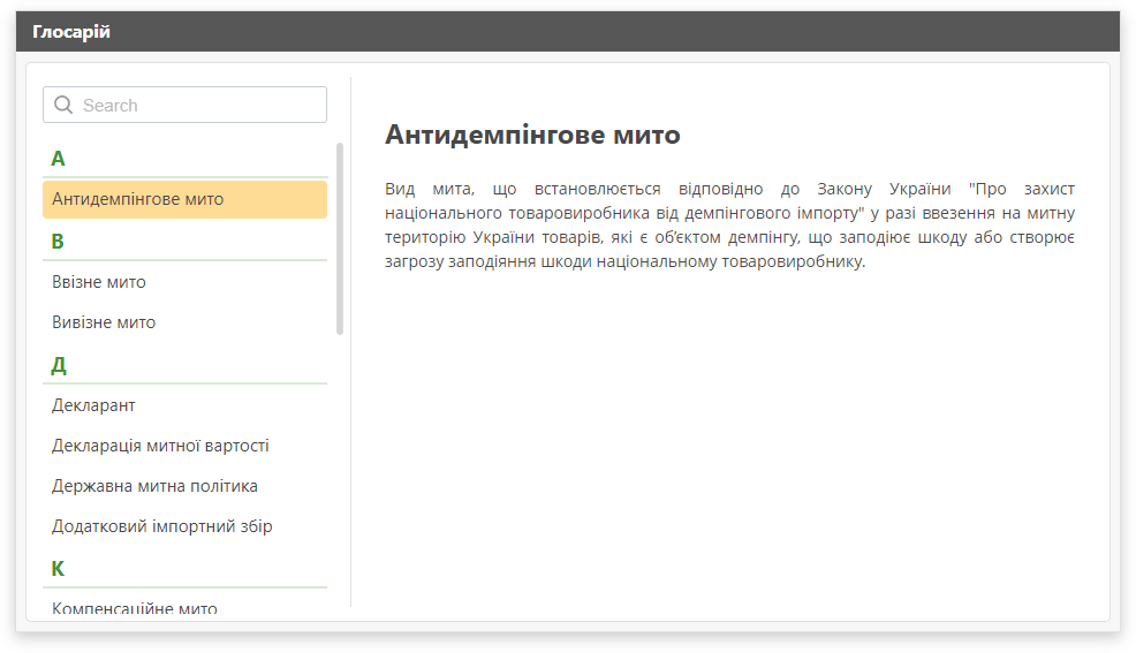 Глосарій
Search
А
Антидемпінгове мито
В
Ввізне мито
Вивізне мито
Д
Декларант
Декларація митної вартості
Державна митна політика
Додатковий імпортний збір
К
Компенсаційне мито
Антидемпінгове мито
Вид мита, що встановлюється відповідно до Закону України "Про захист
національного товаровиробника від демпінгового імпорту" у разі ввезення на митну
територію України товарів, які є об’єктом демпінгу, що заподіює шкоду або створює
загрозу заподіяння шкоди національному товаровиробнику.